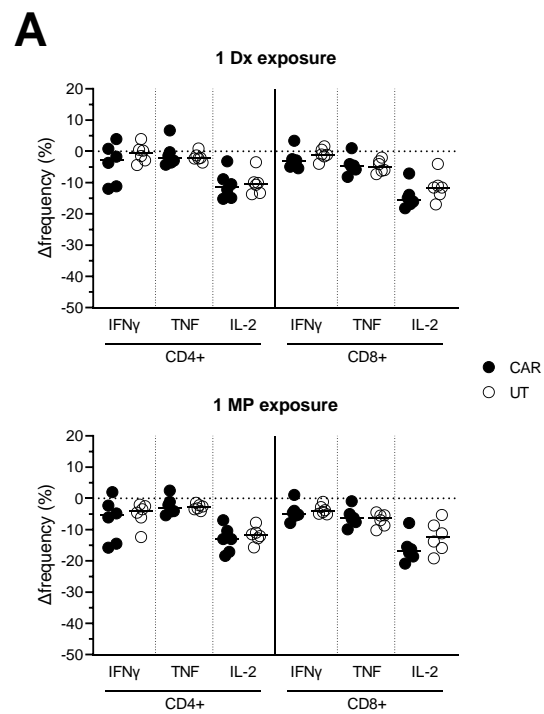 A
1 Dx exposure
Δfrequency (%)
20
10
0
-10
-20
-30
-40
-50
IFNγ TNF IL-2 IFNγ TNF IL-2
CD4+ CD8+
CAR
UT
1 MP exposure
Δfrequency (%)
20
10
0
-10
-20
-30
-40
-50
IFNγ TNF IL-2 IFNγ TNF IL-2
CD4+ CD8+